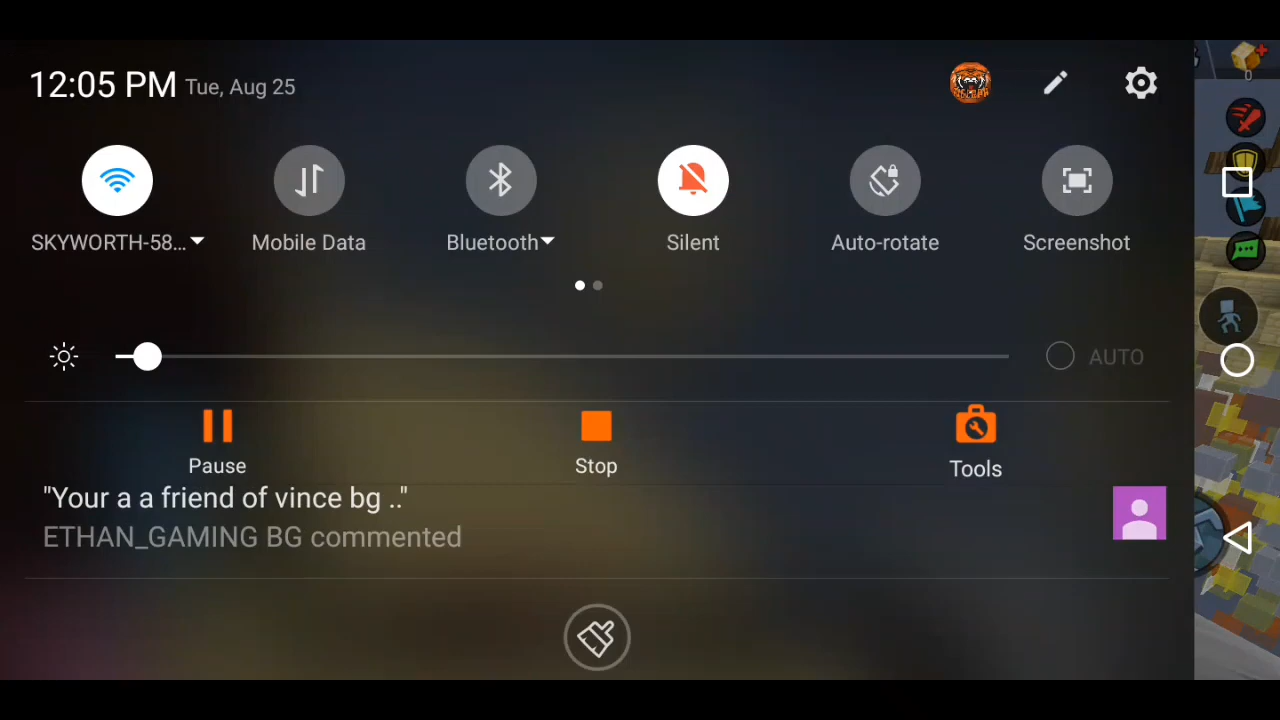 12:05 PM Tue, Aug 25
SKYWORTH-58...
Mobile Data
Bluetooth
Silent
Auto-rotate
Screenshot
AUTO
Pause
Stop
Tools
"Your a a friend of vince bg .."
ETHAN_GAMING BG commented
0